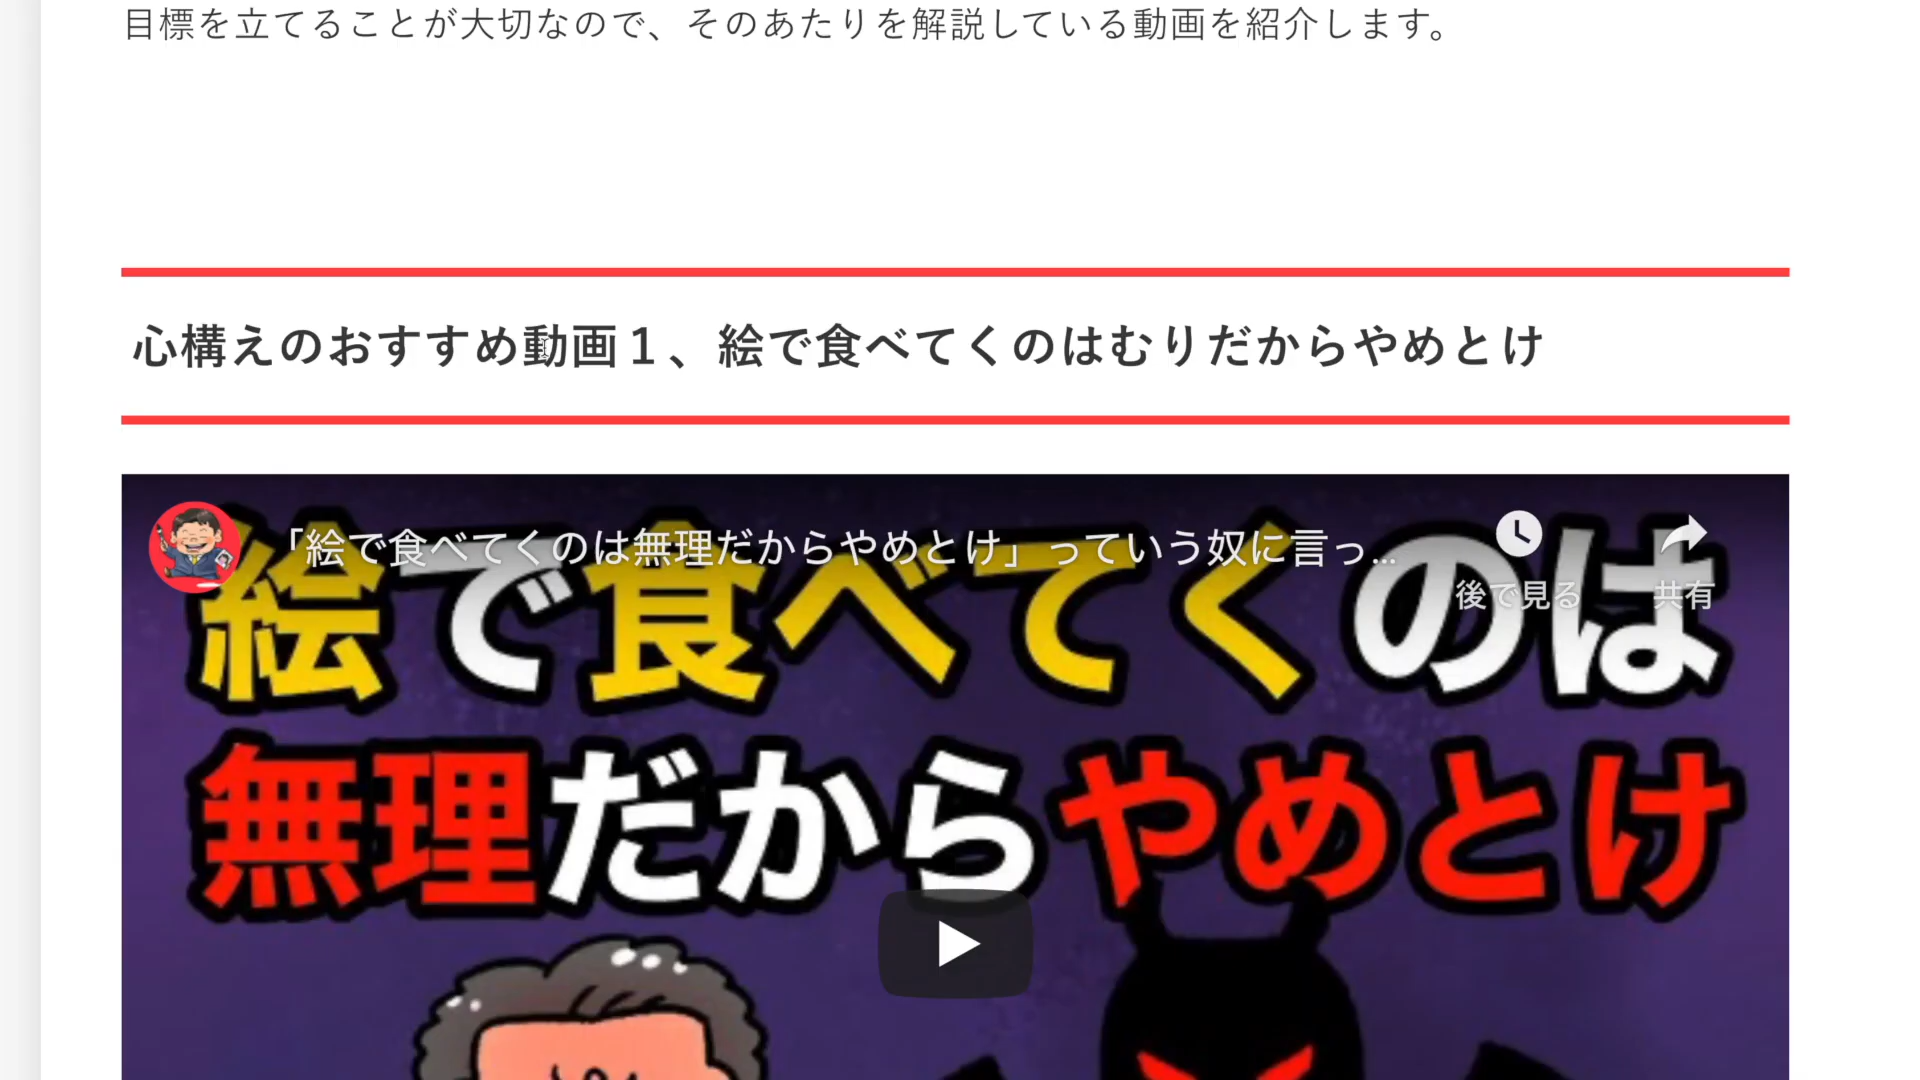 目標を立てることが大切なので、そのあたりを解説している動画を紹介します。
心構えのおすすめ動画１、絵で食べてくのはむりだからやめとけ
「絵で食べてくのは無理だからやめとけ」っていう奴に言っ...
後で見る
共有
絵で食べてくのは
無理だからやめとけ